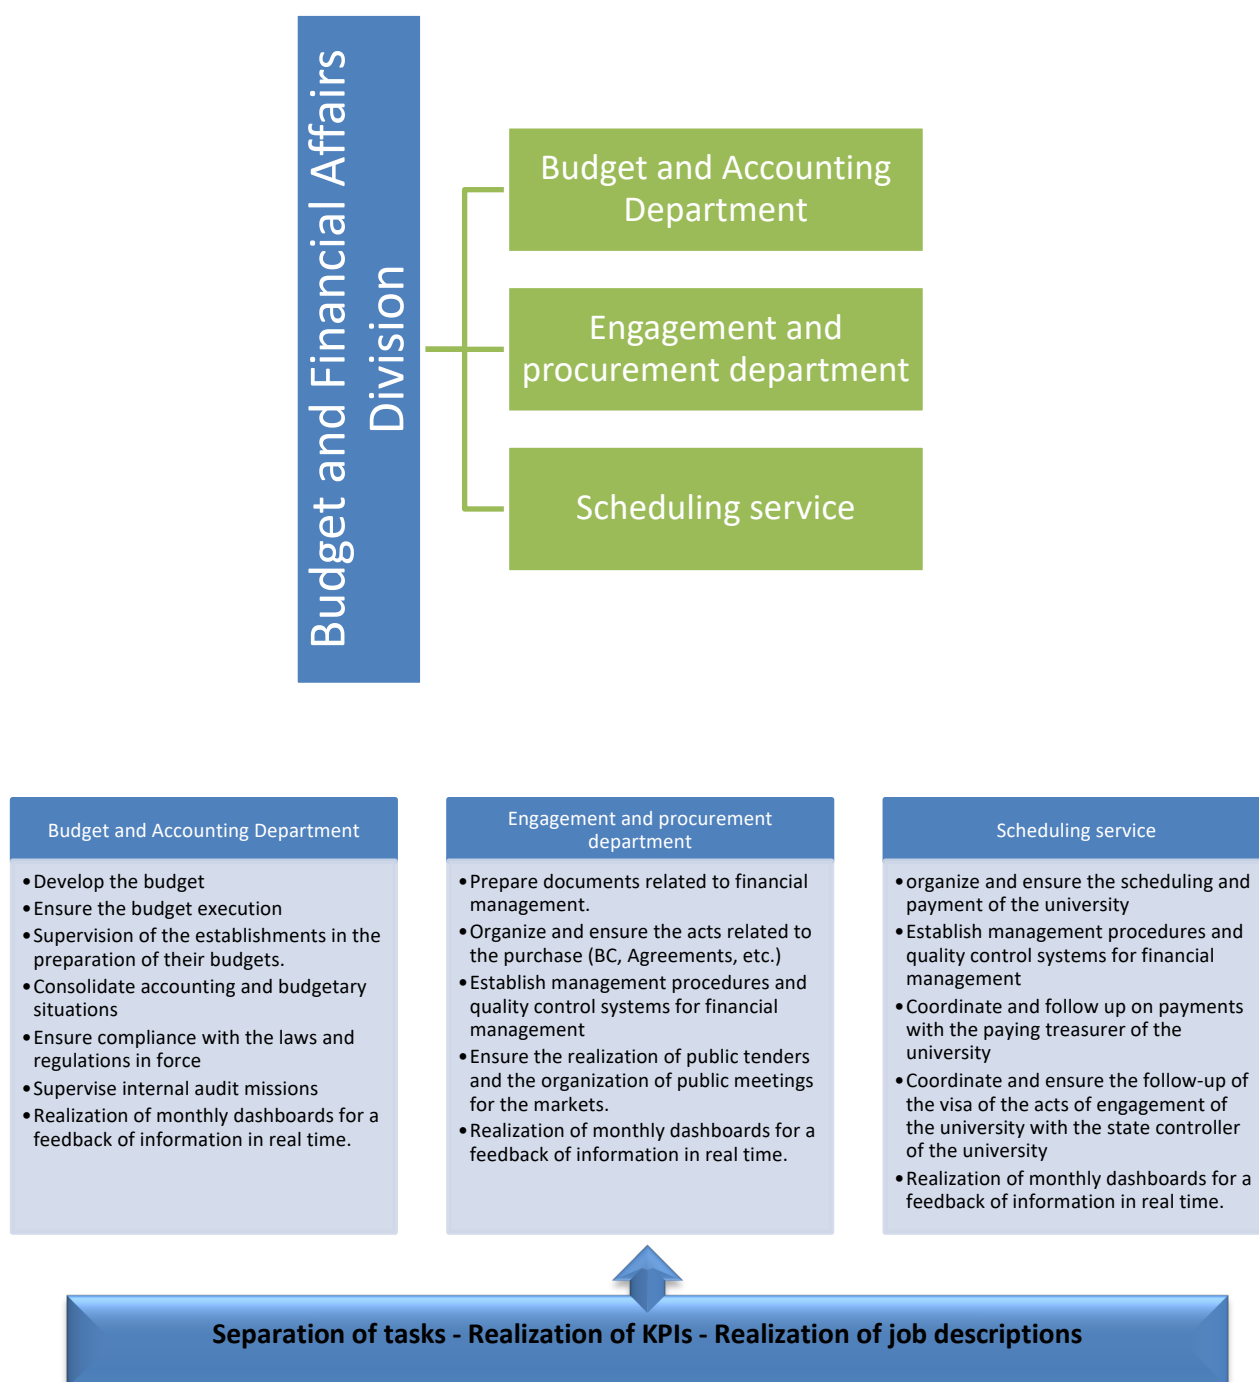 Budget and Financial Affairs
Division
Budget and Accounting
Department
Engagement and
procurement department
Scheduling service
Budget and Accounting Department
•Develop the budget
•Ensure the budget execution
•Supervision of the establishments in the
preparation of their budgets.
•Consolidate accounting and budgetary
situations
•Ensure compliance with the laws and
regulations in force
•Supervise internal audit missions
•Realization of monthly dashboards for a
feedback of information in real time.
Engagement and procurement
department
•Prepare documents related to financial
management.
•Organize and ensure the acts related to
the purchase (BC, Agreements, etc.)
•Establish management procedures and
quality control systems for financial
management
•Ensure the realization of public tenders
and the organization of public meetings
for the markets.
•Realization of monthly dashboards for a
feedback of information in real time.
Scheduling service
•organize and ensure the scheduling and
payment of the university
•Establish management procedures and
quality control systems for financial
management
•Coordinate and follow up on payments
with the paying treasurer of the
university
•Coordinate and ensure the follow-up of
the visa of the acts of engagement of
the university with the state controller
of the university
•Realization of monthly dashboards for a
feedback of information in real time.
Separation of tasks - Realization of KPIs - Realization of job descriptions